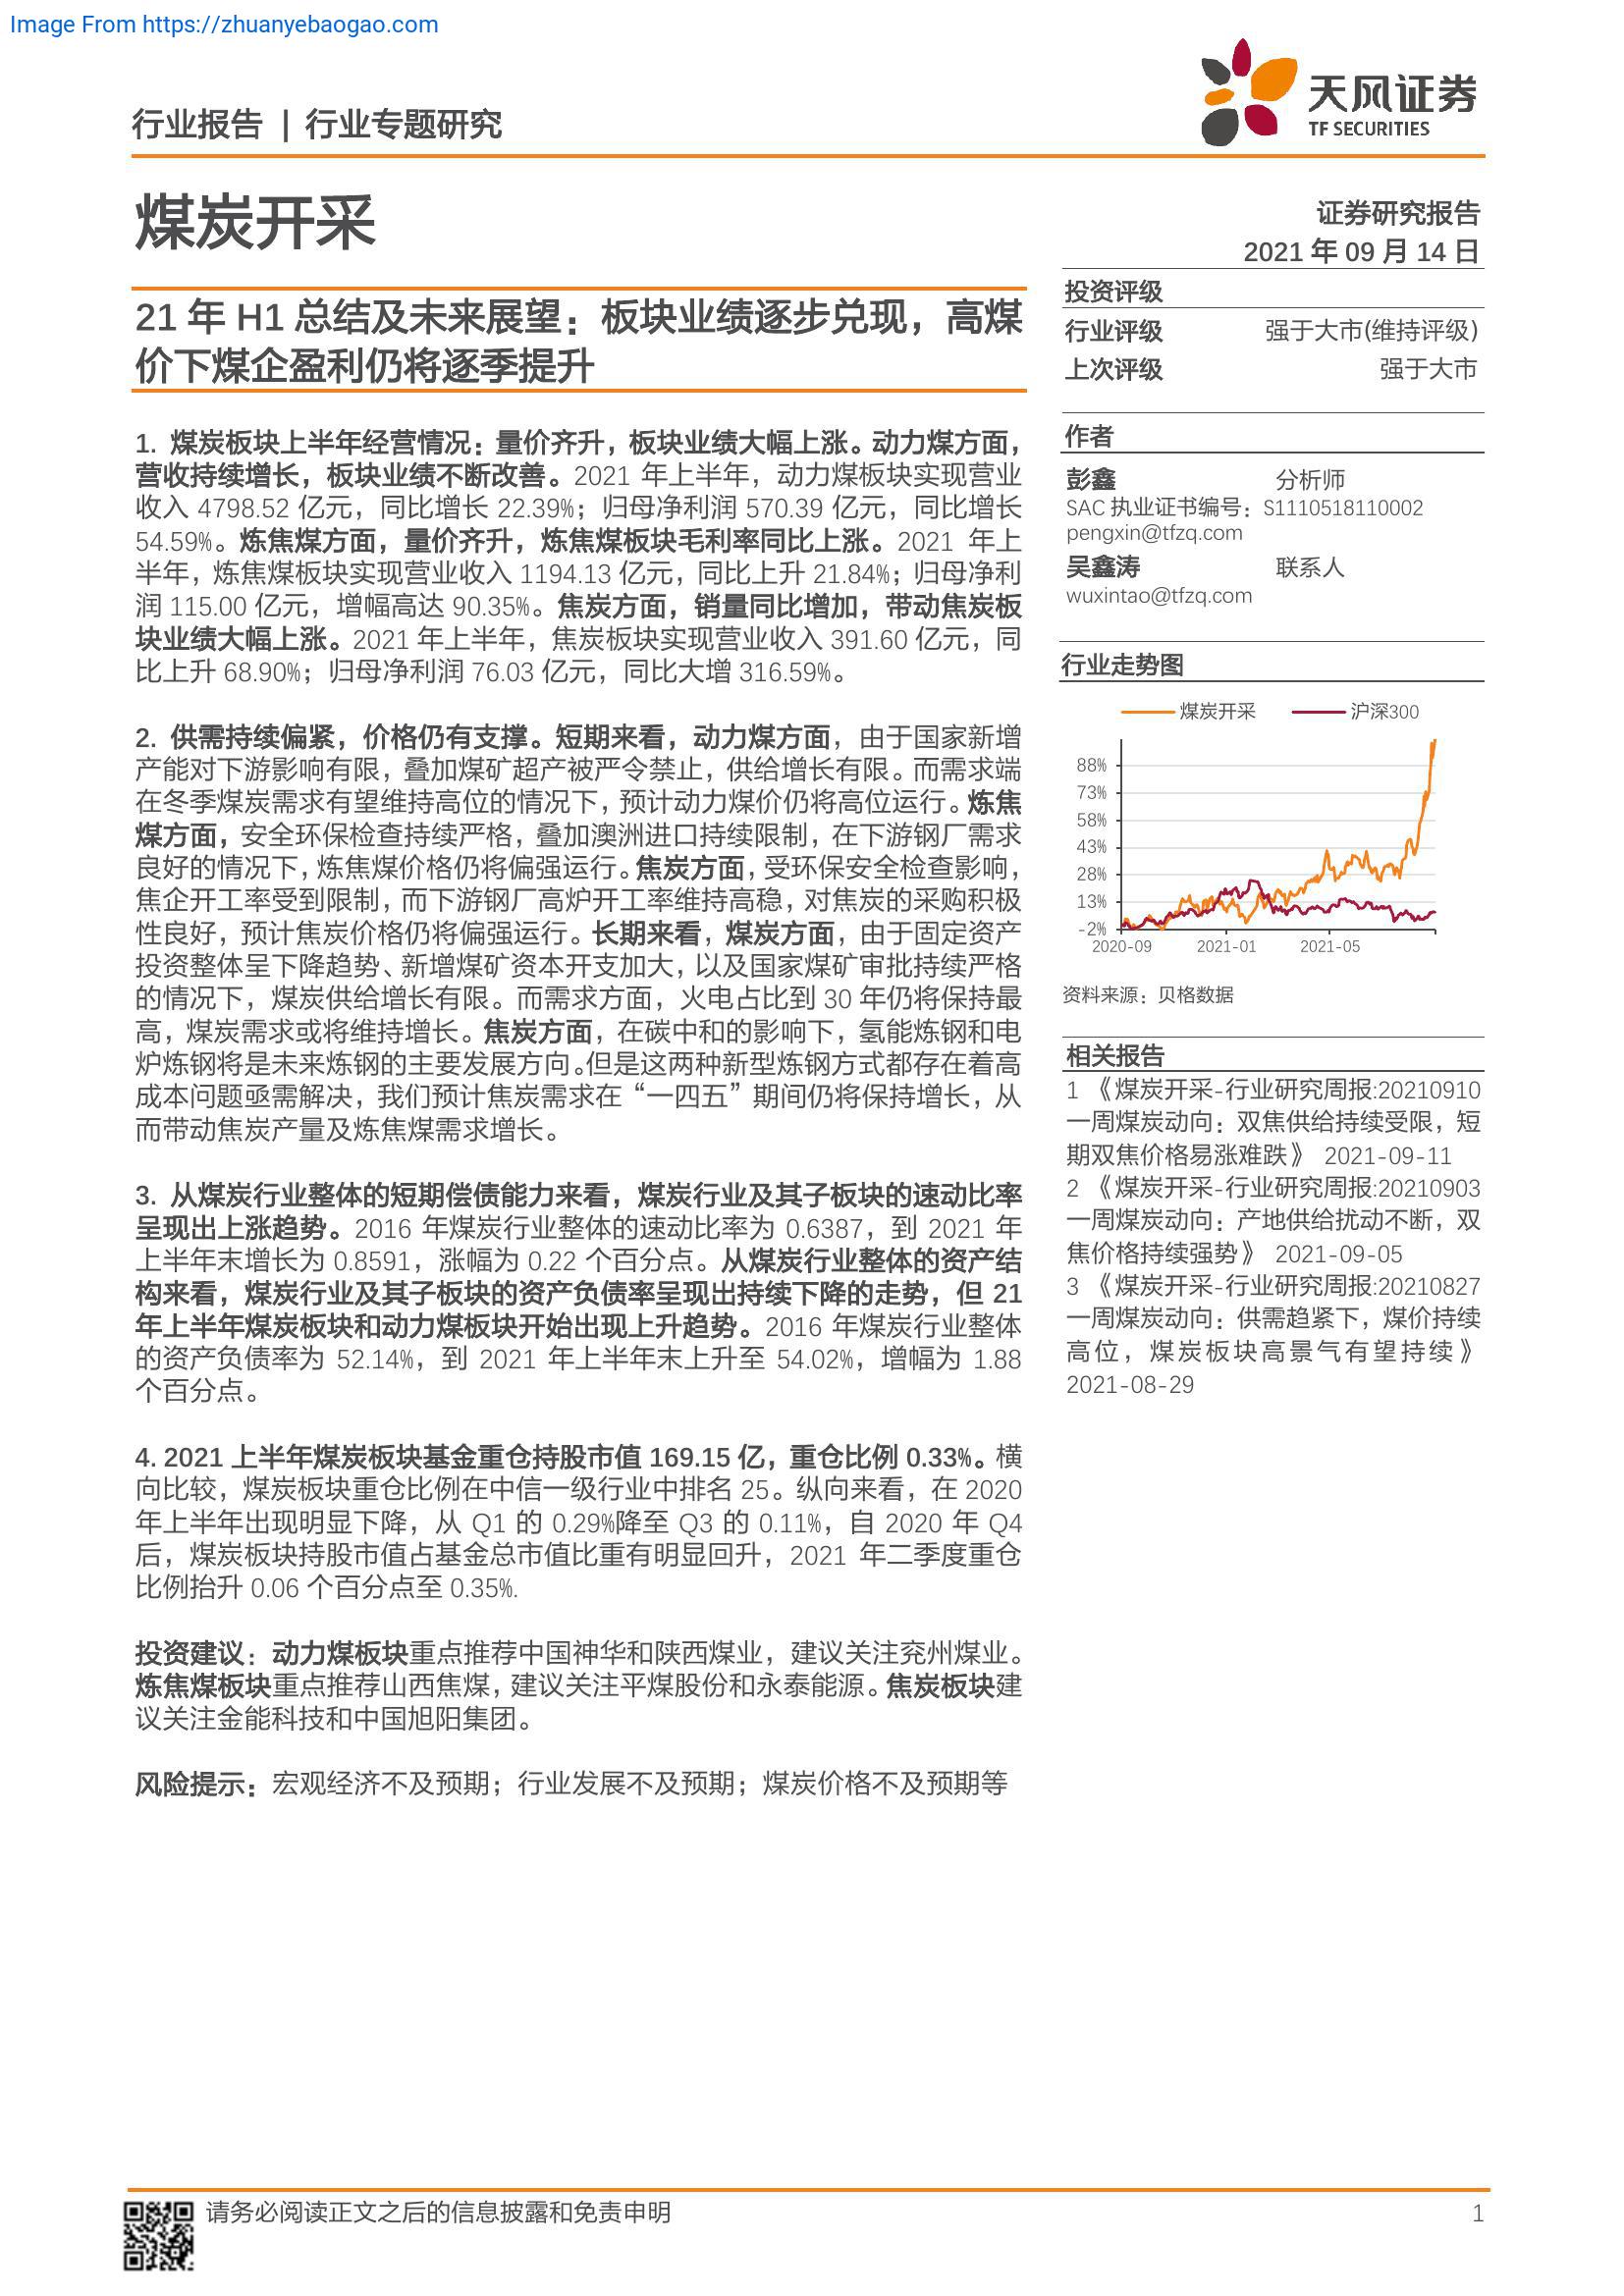 Image From https://zhuanyebaogao.com
行业报告 | 行业专题研究
天风证券
TF SECURITIES
煤炭开采
证券研究报告
2021 年 09 月 14 日
21 年 H1 总结及未来展望：板块业绩逐步兑现，高煤
价下煤企盈利仍将逐季提升
1. 煤炭板块上半年经营情况：量价齐升，板块业绩大幅上涨。动力煤方面，
营收持续增长，板块业绩不断改善。2021 年上半年，动力煤板块实现营业
收入 4798.52 亿元，同比增长 22.39%；归母净利润 570.39 亿元，同比增长
54.59%。炼焦煤方面，量价齐升，炼焦煤板块毛利率同比上涨。2021 年上
半年，炼焦煤板块实现营业收入 1194.13 亿元，同比上升 21.84%；归母净利
润 115.00 亿元，增幅高达 90.35%。焦炭方面，销量同比增加，带动焦炭板
块业绩大幅上涨。2021 年上半年，焦炭板块实现营业收入 391.60 亿元，同
比上升 68.90%；归母净利润 76.03 亿元，同比大增 316.59%。
2. 供需持续偏紧，价格仍有支撑。短期来看，动力煤方面，由于国家新增
产能对下游影响有限，叠加煤矿超产被严令禁止，供给增长有限。而需求端
在冬季煤炭需求有望维持高位的情况下，预计动力煤价仍将高位运行。炼焦
煤方面，安全环保检查持续严格，叠加澳洲进口持续限制，在下游钢厂需求
良好的情况下，炼焦煤价格仍将偏强运行。焦炭方面，受环保安全检查影响，
焦企开工率受到限制，而下游钢厂高炉开工率维持高稳，对焦炭的采购积极
性良好，预计焦炭价格仍将偏强运行。长期来看，煤炭方面，由于固定资产
投资整体呈下降趋势、新增煤矿资本开支加大，以及国家煤矿审批持续严格
的情况下，煤炭供给增长有限。而需求方面，火电占比到 30 年仍将保持最
高，煤炭需求或将维持增长。焦炭方面，在碳中和的影响下，氢能炼钢和电
炉炼钢将是未来炼钢的主要发展方向。但是这两种新型炼钢方式都存在着高
成本问题亟需解决，我们预计焦炭需求在“一四五”期间仍将保持增长，从
而带动焦炭产量及炼焦煤需求增长。
3. 从煤炭行业整体的短期偿债能力来看，煤炭行业及其子板块的速动比率
呈现出上涨趋势。2016 年煤炭行业整体的速动比率为 0.6387，到 2021 年
上半年末增长为 0.8591，涨幅为 0.22 个百分点。从煤炭行业整体的资产结
构来看，煤炭行业及其子板块的资产负债率呈现出持续下降的走势，但 21
年上半年煤炭板块和动力煤板块开始出现上升趋势。2016 年煤炭行业整体
的资产负债率为 52.14%，到 2021 年上半年末上升至 54.02%，增幅为 1.88
个百分点。
4. 2021 上半年煤炭板块基金重仓持股市值 169.15 亿，重仓比例 0.33%。横
向比较，煤炭板块重仓比例在中信一级行业中排名 25。纵向来看，在 2020
年上半年出现明显下降，从 Q1 的 0.29%降至 Q3 的 0.11%，自 2020 年 Q4
后，煤炭板块持股市值占基金总市值比重有明显回升，2021 年二季度重仓
比例抬升 0.06 个百分点至 0.35%.
投资建议：动力煤板块重点推荐中国神华和陕西煤业，建议关注兖州煤业。
炼焦煤板块重点推荐山西焦煤，建议关注平煤股份和永泰能源。焦炭板块建
议关注金能科技和中国旭阳集团。
风险提示：宏观经济不及预期；行业发展不及预期；煤炭价格不及预期等
投资评级
行业评级 强于大市(维持评级)
上次评级 强于大市
作者
彭鑫 分析师
SAC 执业证书编号：S1110518110002
pengxin@tfzq.com
吴鑫涛 联系人
wuxintao@tfzq.com
行业走势图
煤炭开采 沪深300
88%
73%
58%
43%
28%
13%
-2%
2020-09 2021-01 2021-05
资料来源：贝格数据
相关报告
1 《煤炭开采-行业研究周报:20210910
一周煤炭动向：双焦供给持续受限，短
期双焦价格易涨难跌》 2021-09-11
2 《煤炭开采-行业研究周报:20210903
一周煤炭动向：产地供给扰动不断，双
焦价格持续强势》 2021-09-05
3 《煤炭开采-行业研究周报:20210827
一周煤炭动向：供需趋紧下，煤价持续
高位，煤炭板块高景气有望持续》
2021-08-29
请务必阅读正文之后的信息披露和免责申明 1